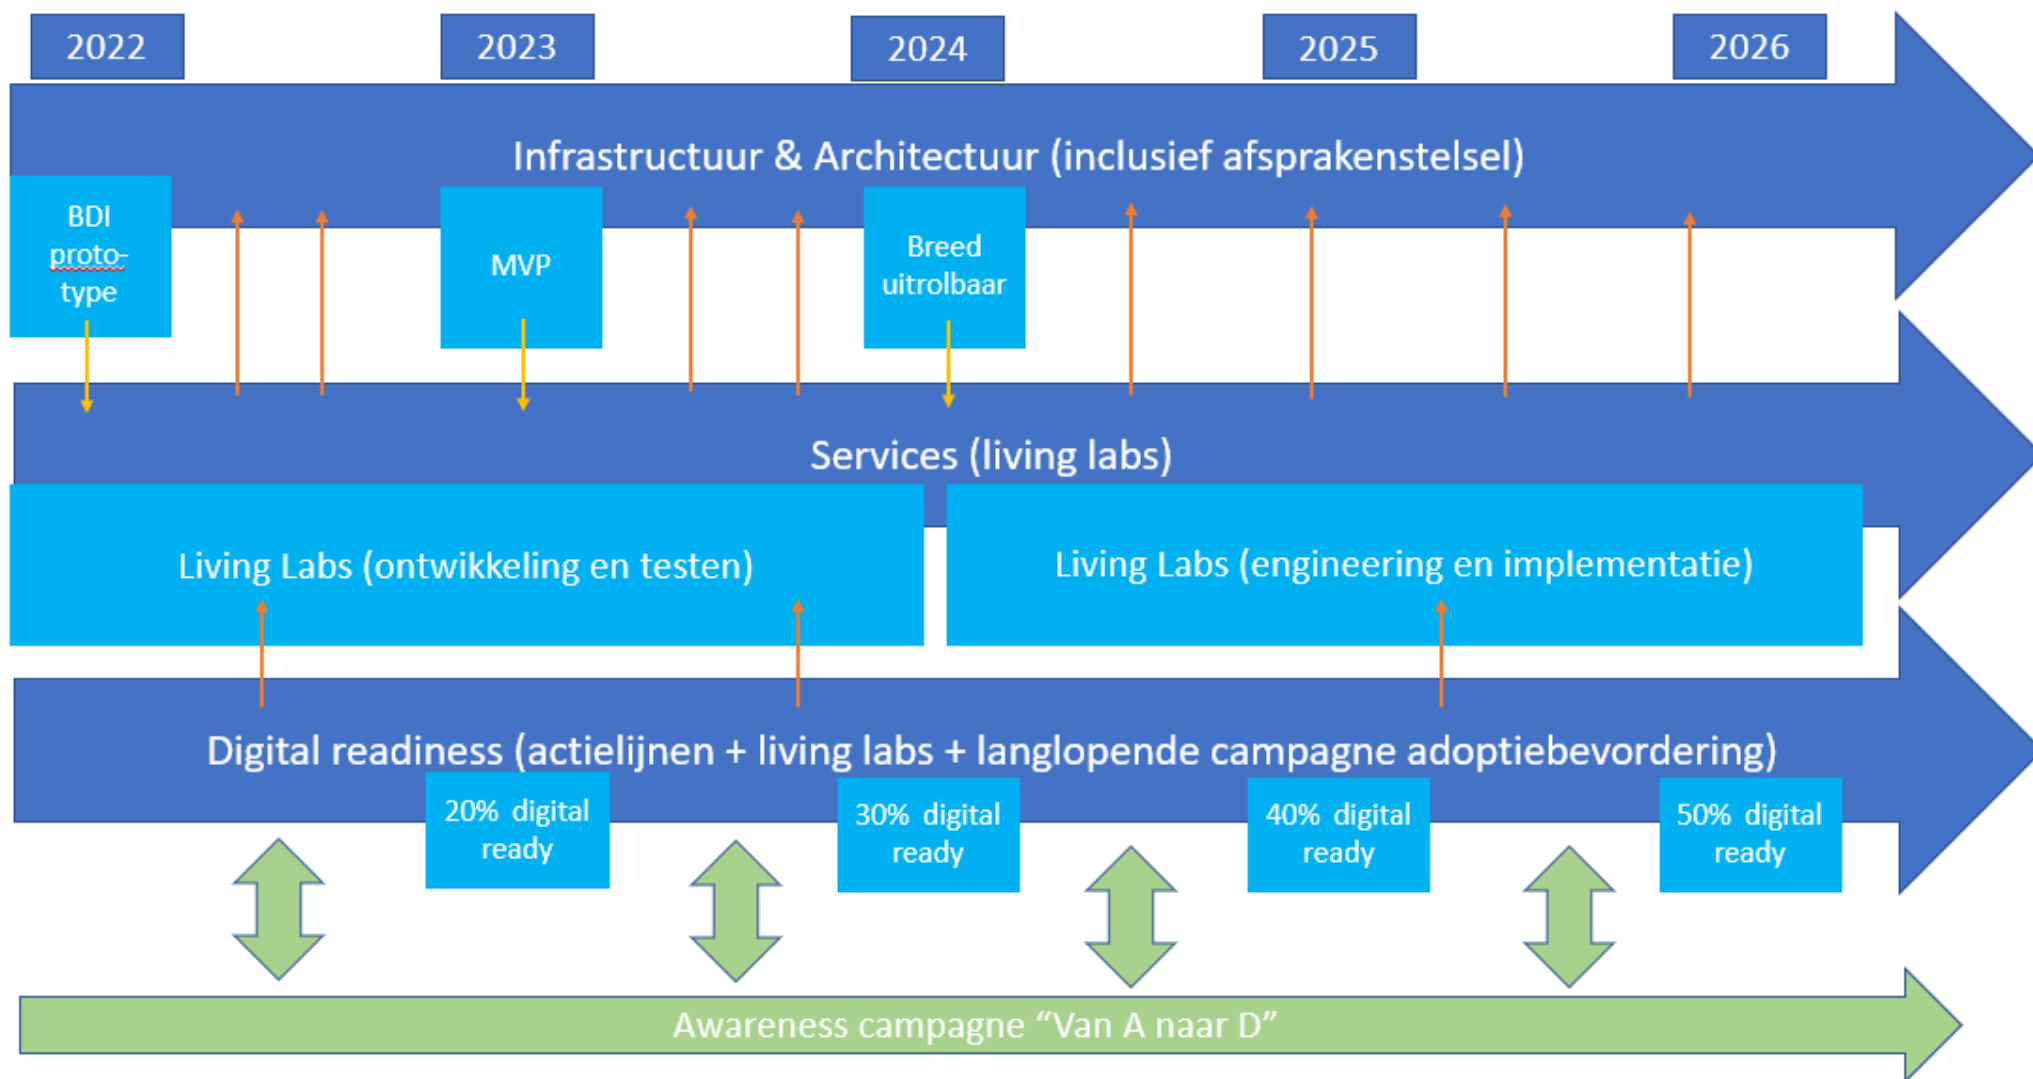 2022
2023
2024
2025
2026
Infrastructuur & Architectuur (inclusief afsprakenstelsel)
BDI
proto-
type
MVP
Breed
uitrolbaar
Services (living labs)
Living Labs (ontwikkeling en testen)
Living Labs (engineering en implementatie)
Digital readiness (actielijnen + living labs + langlopende campagne adoptiebevordering)
20% digital
ready
30% digital
ready
40% digital
ready
50% digital
ready
Awareness campagne “Van A naar D”